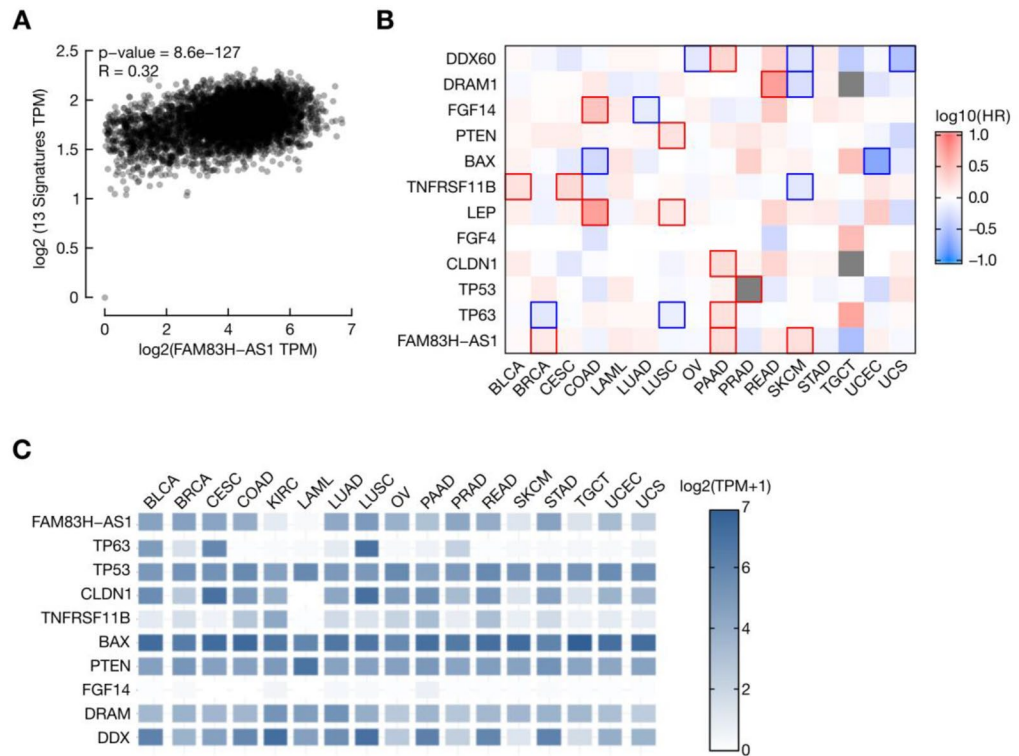 A
p-value = 8.6e−127
R = 0.32
2.5
2
1.5
1
0.5
0
log2 (13 Signatures TPM)
0 2 4 6 7
log2(FAM83H−AS1 TPM)
B
DDX60
DRAM1
FGF14
PTEN
BAX
TNFRSF11B
LEP
FGF4
CLDN1
TP53
TP63
FAM83H−AS1
BLCA BRCA CESC COAD LAML LUAD LUSC OV PAAD PRAD READ SKCM STAD TGCT UCEC UCS
log10(HR)
1.0
0.5
0.0
−0.5
−1.0
C
BLCA BRCA CESC COAD KIRC LAML LUAD LUSC OV PAAD PRAD READ SKCM STAD TGCT UCEC UCS
FAM83H−AS1
TP63
TP53
CLDN1
TNFRSF11B
BAX
PTEN
FGF14
DRAM
DDX
log2(TPM+1)
7
6
4
2
0